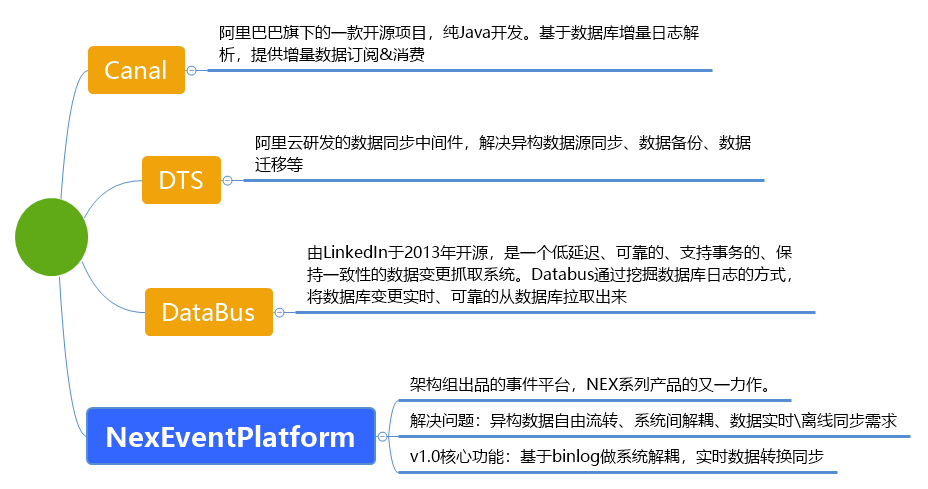 Canal
阿里巴巴旗下的一款开源项目，纯Java开发。基于数据库增量日志解
析，提供增量数据订阅&消费
DTS
阿里云研发的数据同步中间件，解决异构数据源同步、数据备份、数据
迁移等
DataBus
由LinkedIn于2013年开源，是一个低延迟、可靠的、支持事务的、保
持一致性的数据变更抓取系统。Databus通过挖掘数据库日志的方式，
将数据库变更实时、可靠的从数据库拉取出来
NexEventPlatform
架构组出品的事件平台，NEX系列产品的又一力作。
解决问题：异构数据自由流转、系统间解耦、数据实时\离线同步需求
v1.0核心功能：基于binlog做系统解耦，实时数据转换同步